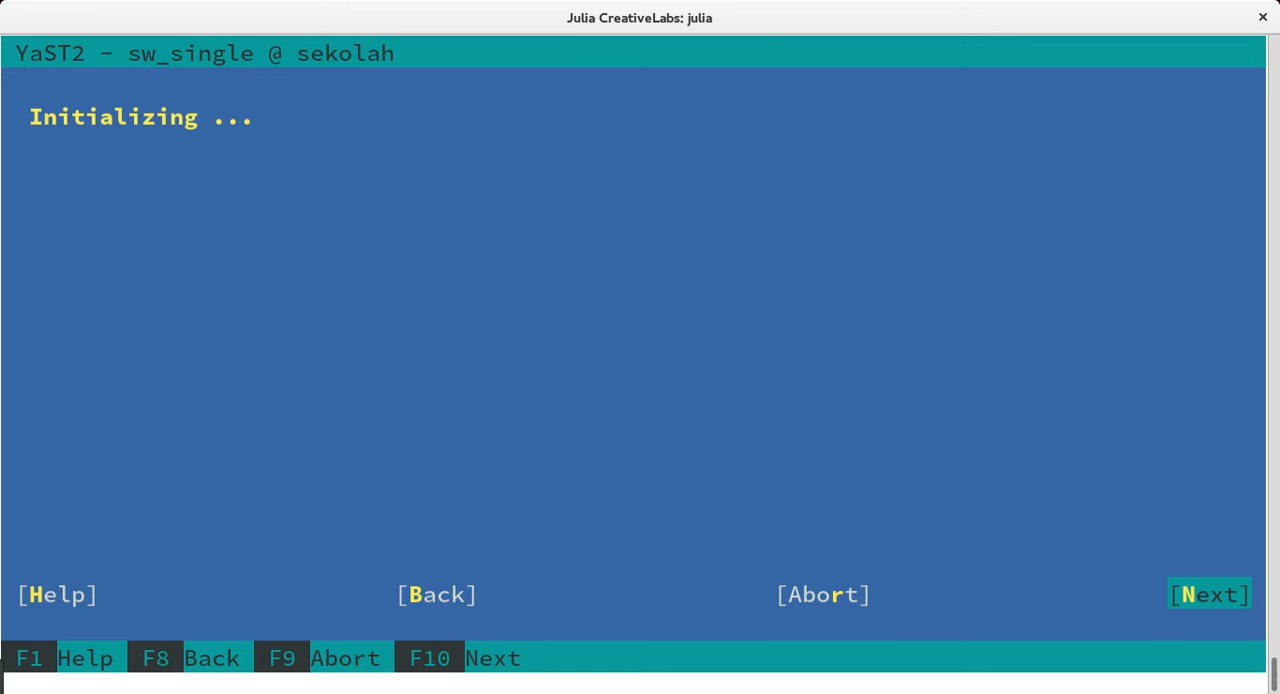 Julia CreativeLabs: julia ×
YaST2 - sw_single @ sekolah
Initializing ...
[Help] [Back] [Abort] [Next]
F1 Help F8 Back F9 Abort F10 Next